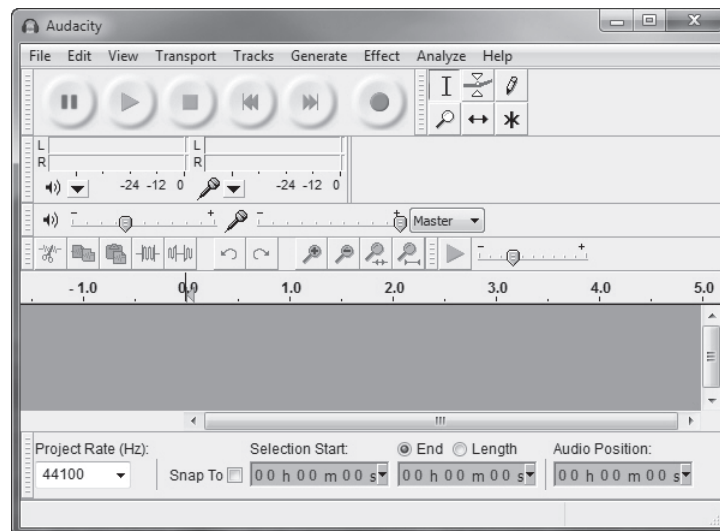 Audacity
File Edit View Transport Tracks Generate Effect Analyze Help
L L
R R
-24 -12 0 -24 -12 0
- + - + Master
- +
- 1.0 0.0 1.0 2.0 3.0 4.0 5.0
Project Rate (Hz): Selection Start: End Length Audio Position:
44100 Snap To 00 h 00 m 00 s 00 h 00 m 00 s 00 h 00 m 00 s